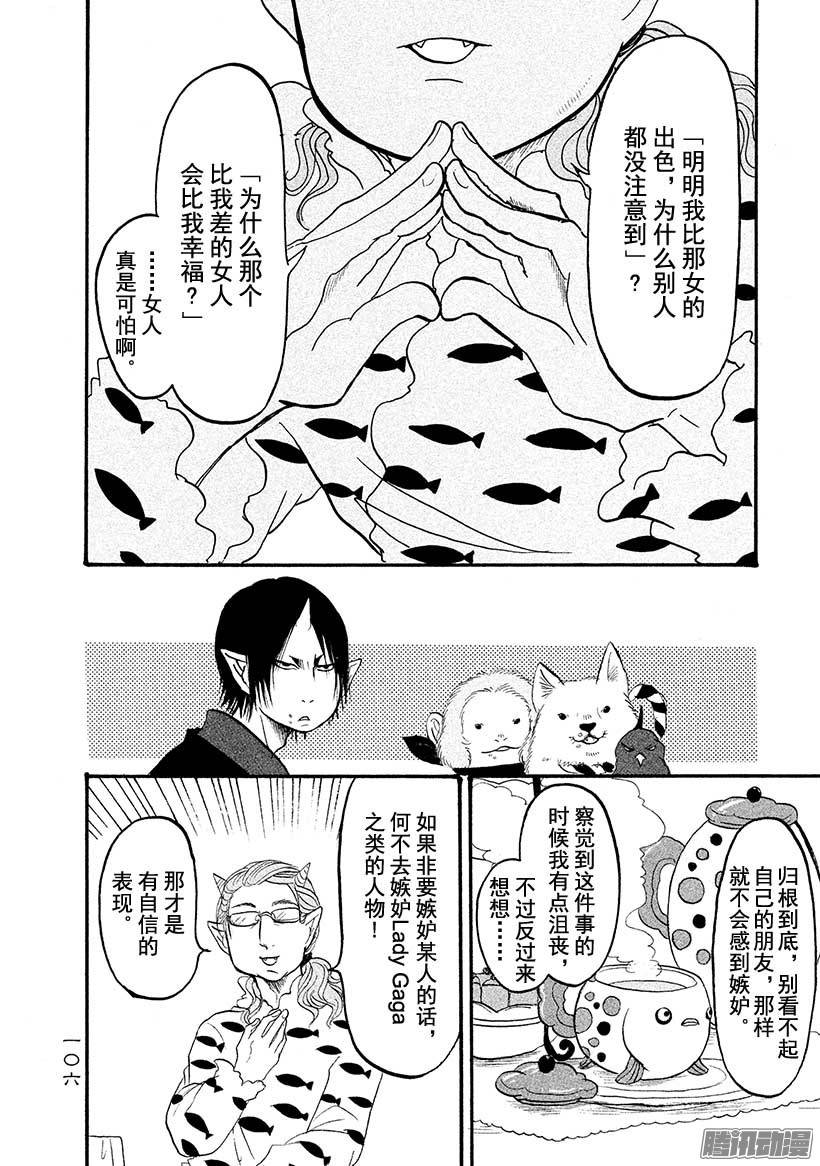 「明明我比那女的
出色，为什么别人
都没注意到」？
「为什么那个
比我差的女人
会比我幸福？」
……女人
真是可怕啊。
归根到底，别看不起
自己的朋友，那样
就不会感到嫉妒。
察觉到这件事的
时候我有点沮丧，
不过反过来
想想……
如果非要嫉妒某人的话，
何不去嫉妒Lady Gaga
之类的人物！
那才是
有自信的
表现。
一〇六
腾讯动漫